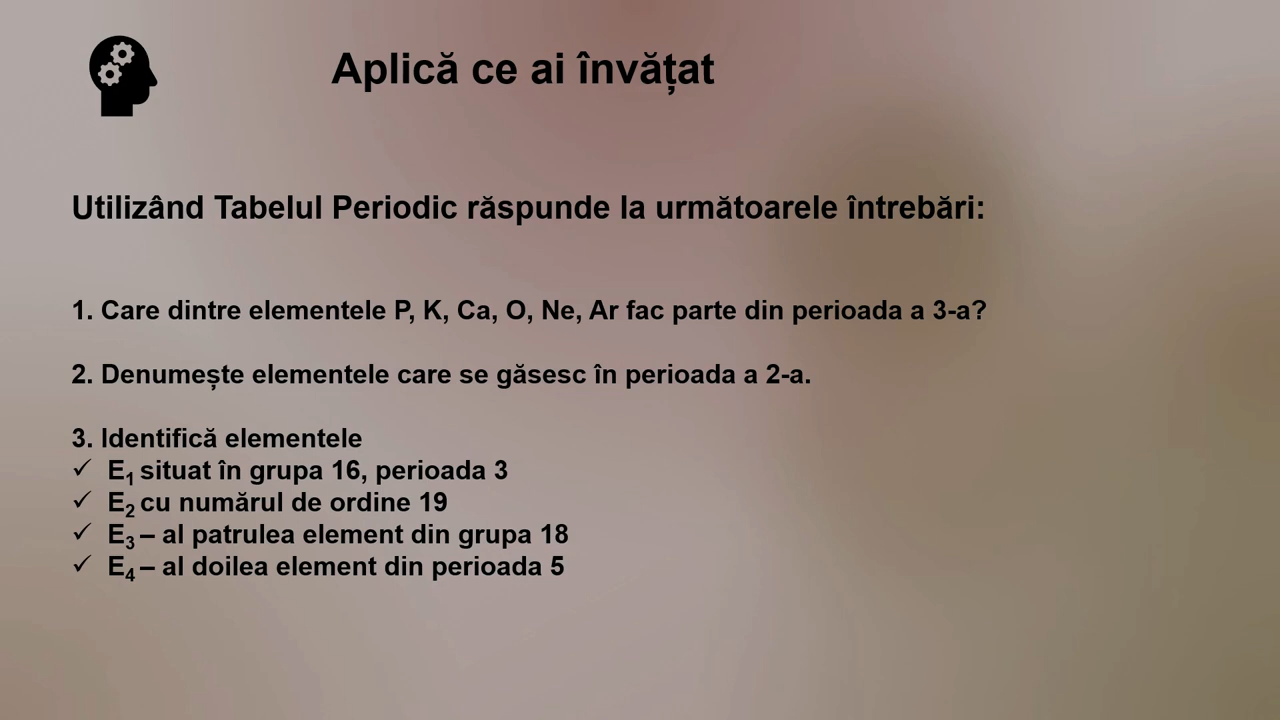 Aplică ce ai învățat
Utilizând Tabelul Periodic răspunde la următoarele întrebări:
1. Care dintre elementele P, K, Ca, O, Ne, Ar fac parte din perioada a 3-a?
2. Denumește elementele care se găsesc în perioada a 2-a.
3. Identifică elementele
✓ E₁ situat în grupa 16, perioada 3
✓ E₂ cu numărul de ordine 19
✓ E₃ – al patrulea element din grupa 18
✓ E₄ – al doilea element din perioada 5